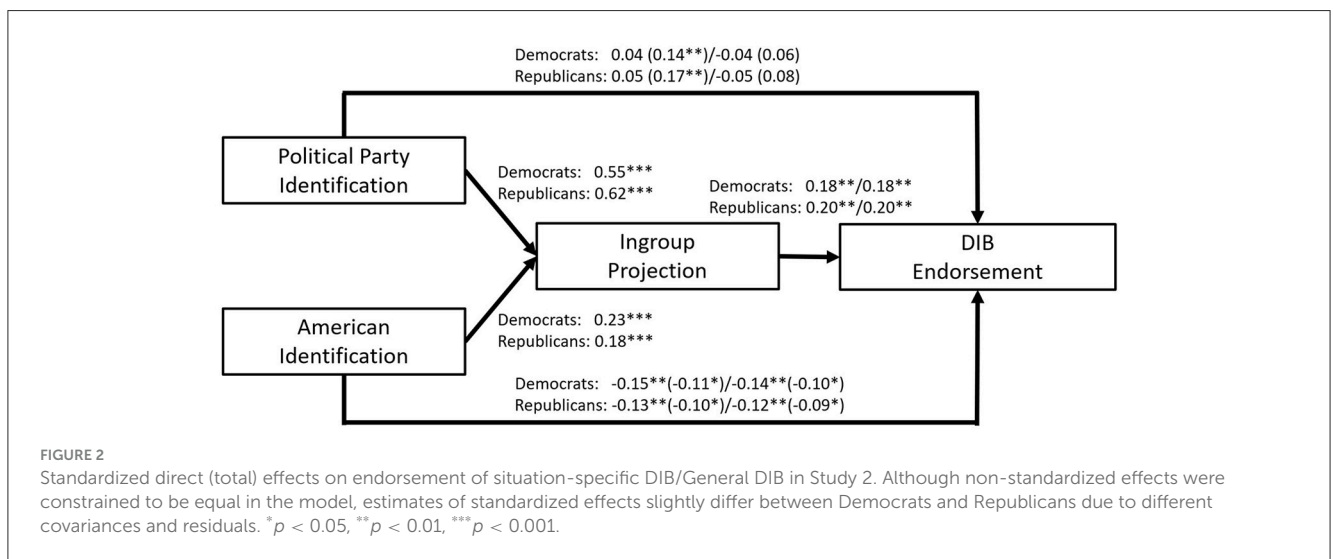 Democrats: 0.04 (0.14**)/-0.04 (0.06)
Republicans: 0.05 (0.17**)/-0.05 (0.08)
Political Party
Identification
Democrats: 0.55***
Republicans: 0.62***
Democrats: 0.18**/0.18**
Republicans: 0.20**/0.20**
Ingroup
Projection
DIB
Endorsement
American
Identification
Democrats: 0.23***
Republicans: 0.18***
Democrats: -0.15**(-0.11*)/-0.14**(-0.10*)
Republicans: -0.13**(-0.10*)/-0.12**(-0.09*)
FIGURE 2
Standardized direct (total) effects on endorsement of situation-specific DIB/General DIB in Study 2. Although non-standardized effects were
constrained to be equal in the model, estimates of standardized effects slightly differ between Democrats and Republicans due to different
covariances and residuals. *p < 0.05, **p < 0.01, ***p < 0.001.